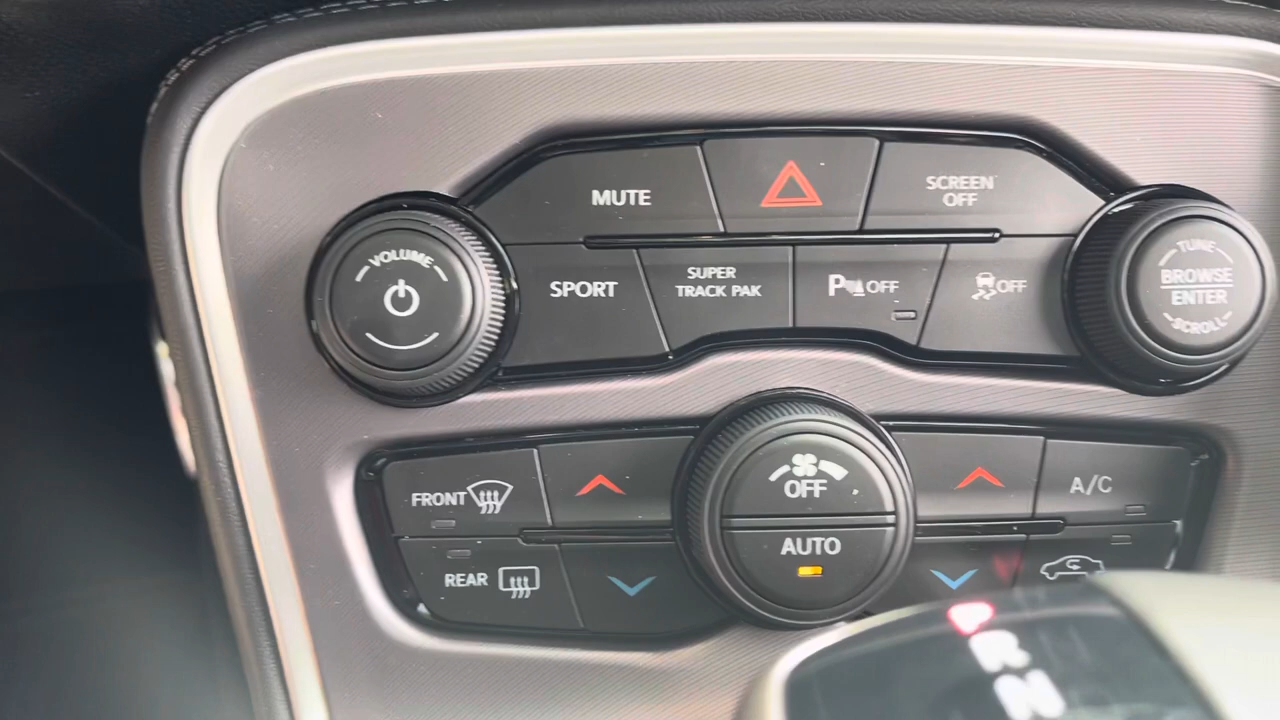 MUTE
SCREEN
OFF
VOLUME
SPORT
SUPER
TRACK PAK
P OFF
OFF
TUNE
BROWSE
ENTER
SCROLL
FRONT
OFF
A/C
REAR
AUTO
P
R
N